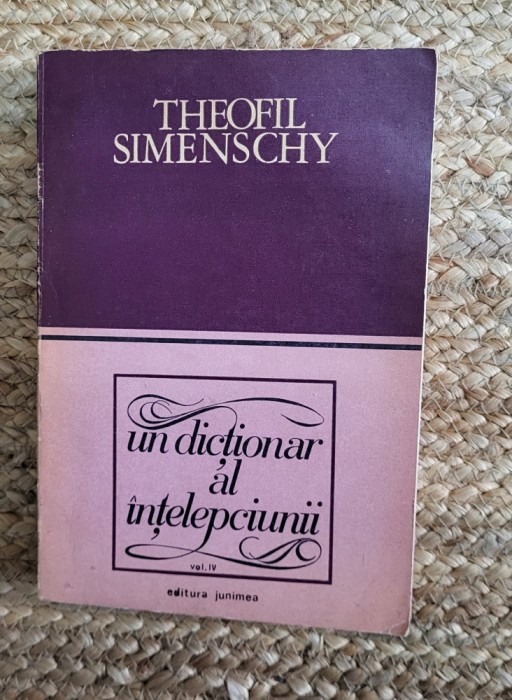 THEOFIL
SIMENSCHY
un dicționar
al
înțelepciunii
vol. IV
editura junimea